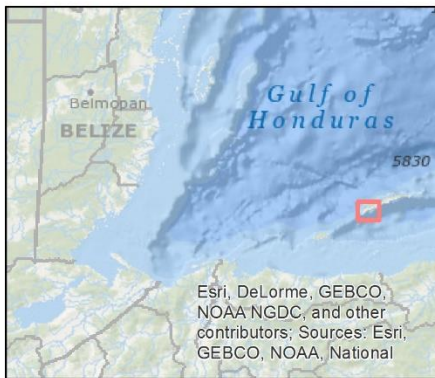 Gulf of
Honduras
Belmopan
BELIZE
5830
Esri, DeLorme, GEBCO,
NOAA NGDC, and other
contributors; Sources: Esri,
GEBCO, NOAA, National